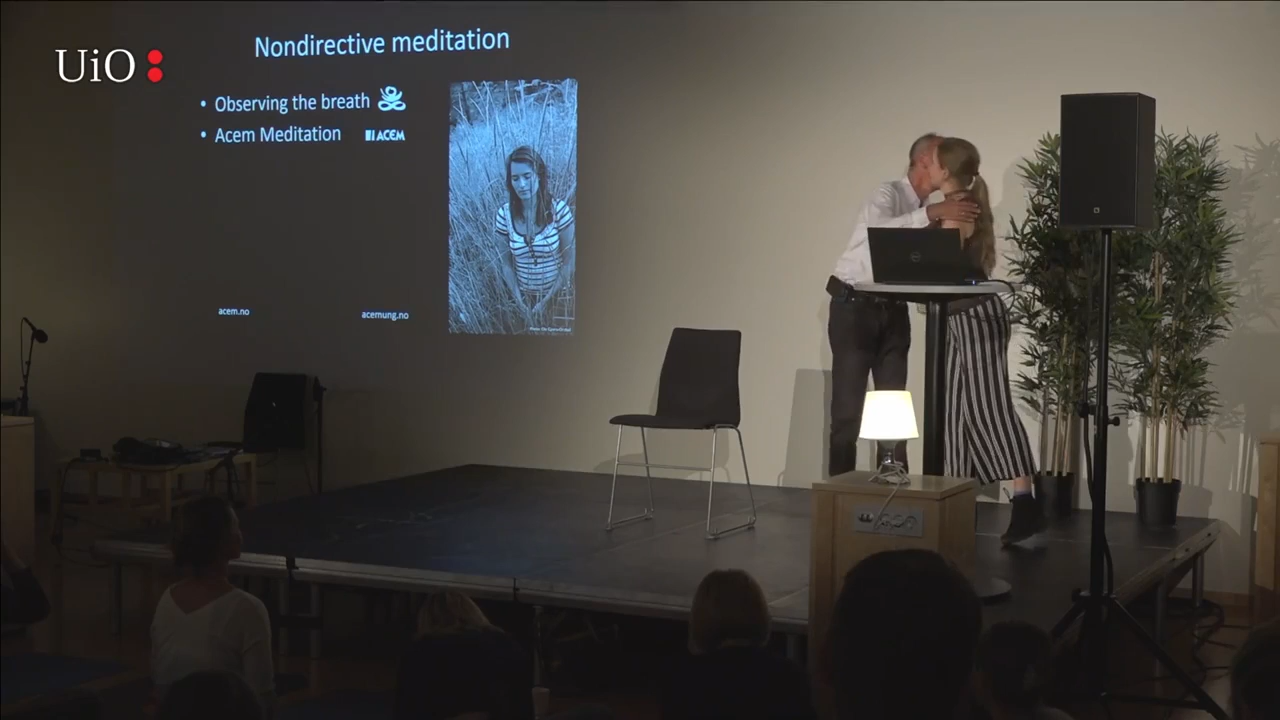 UiO
Nondirective meditation
• Observing the breath
• Acem Meditation
ACEM
acem.no
acemung.no